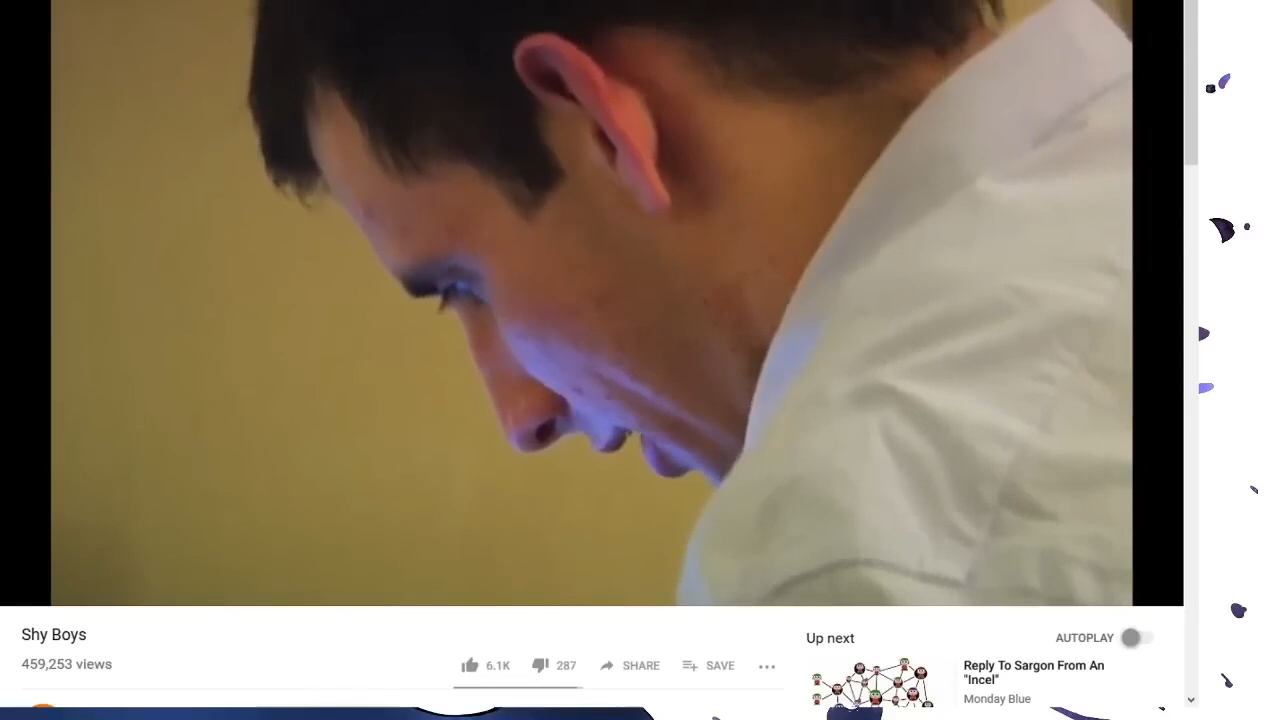 Shy Boys
459,253 views
6.1K 287 SHARE SAVE
Up next AUTOPLAY
Reply To Sargon From An
"Incel"
Monday Blue